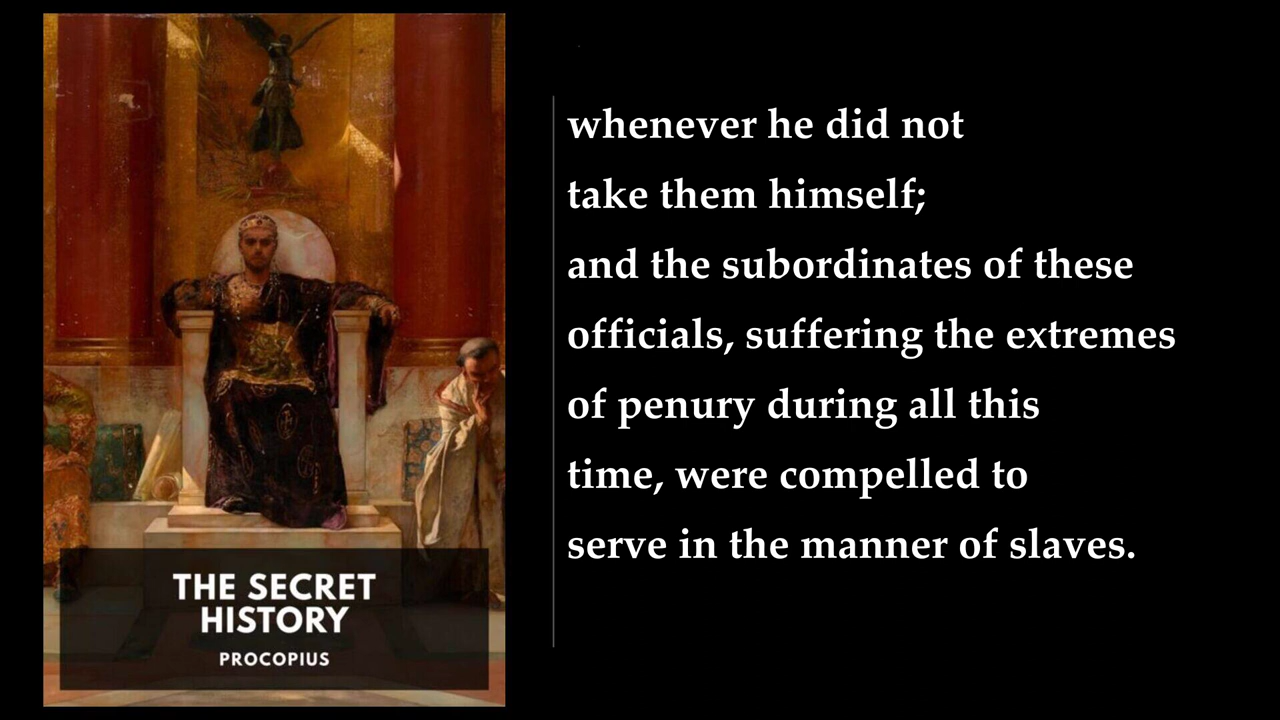 THE SECRET
HISTORY
PROCOPIUS
whenever he did not
take them himself;
and the subordinates of these
officials, suffering the extremes
of penury during all this
time, were compelled to
serve in the manner of slaves.